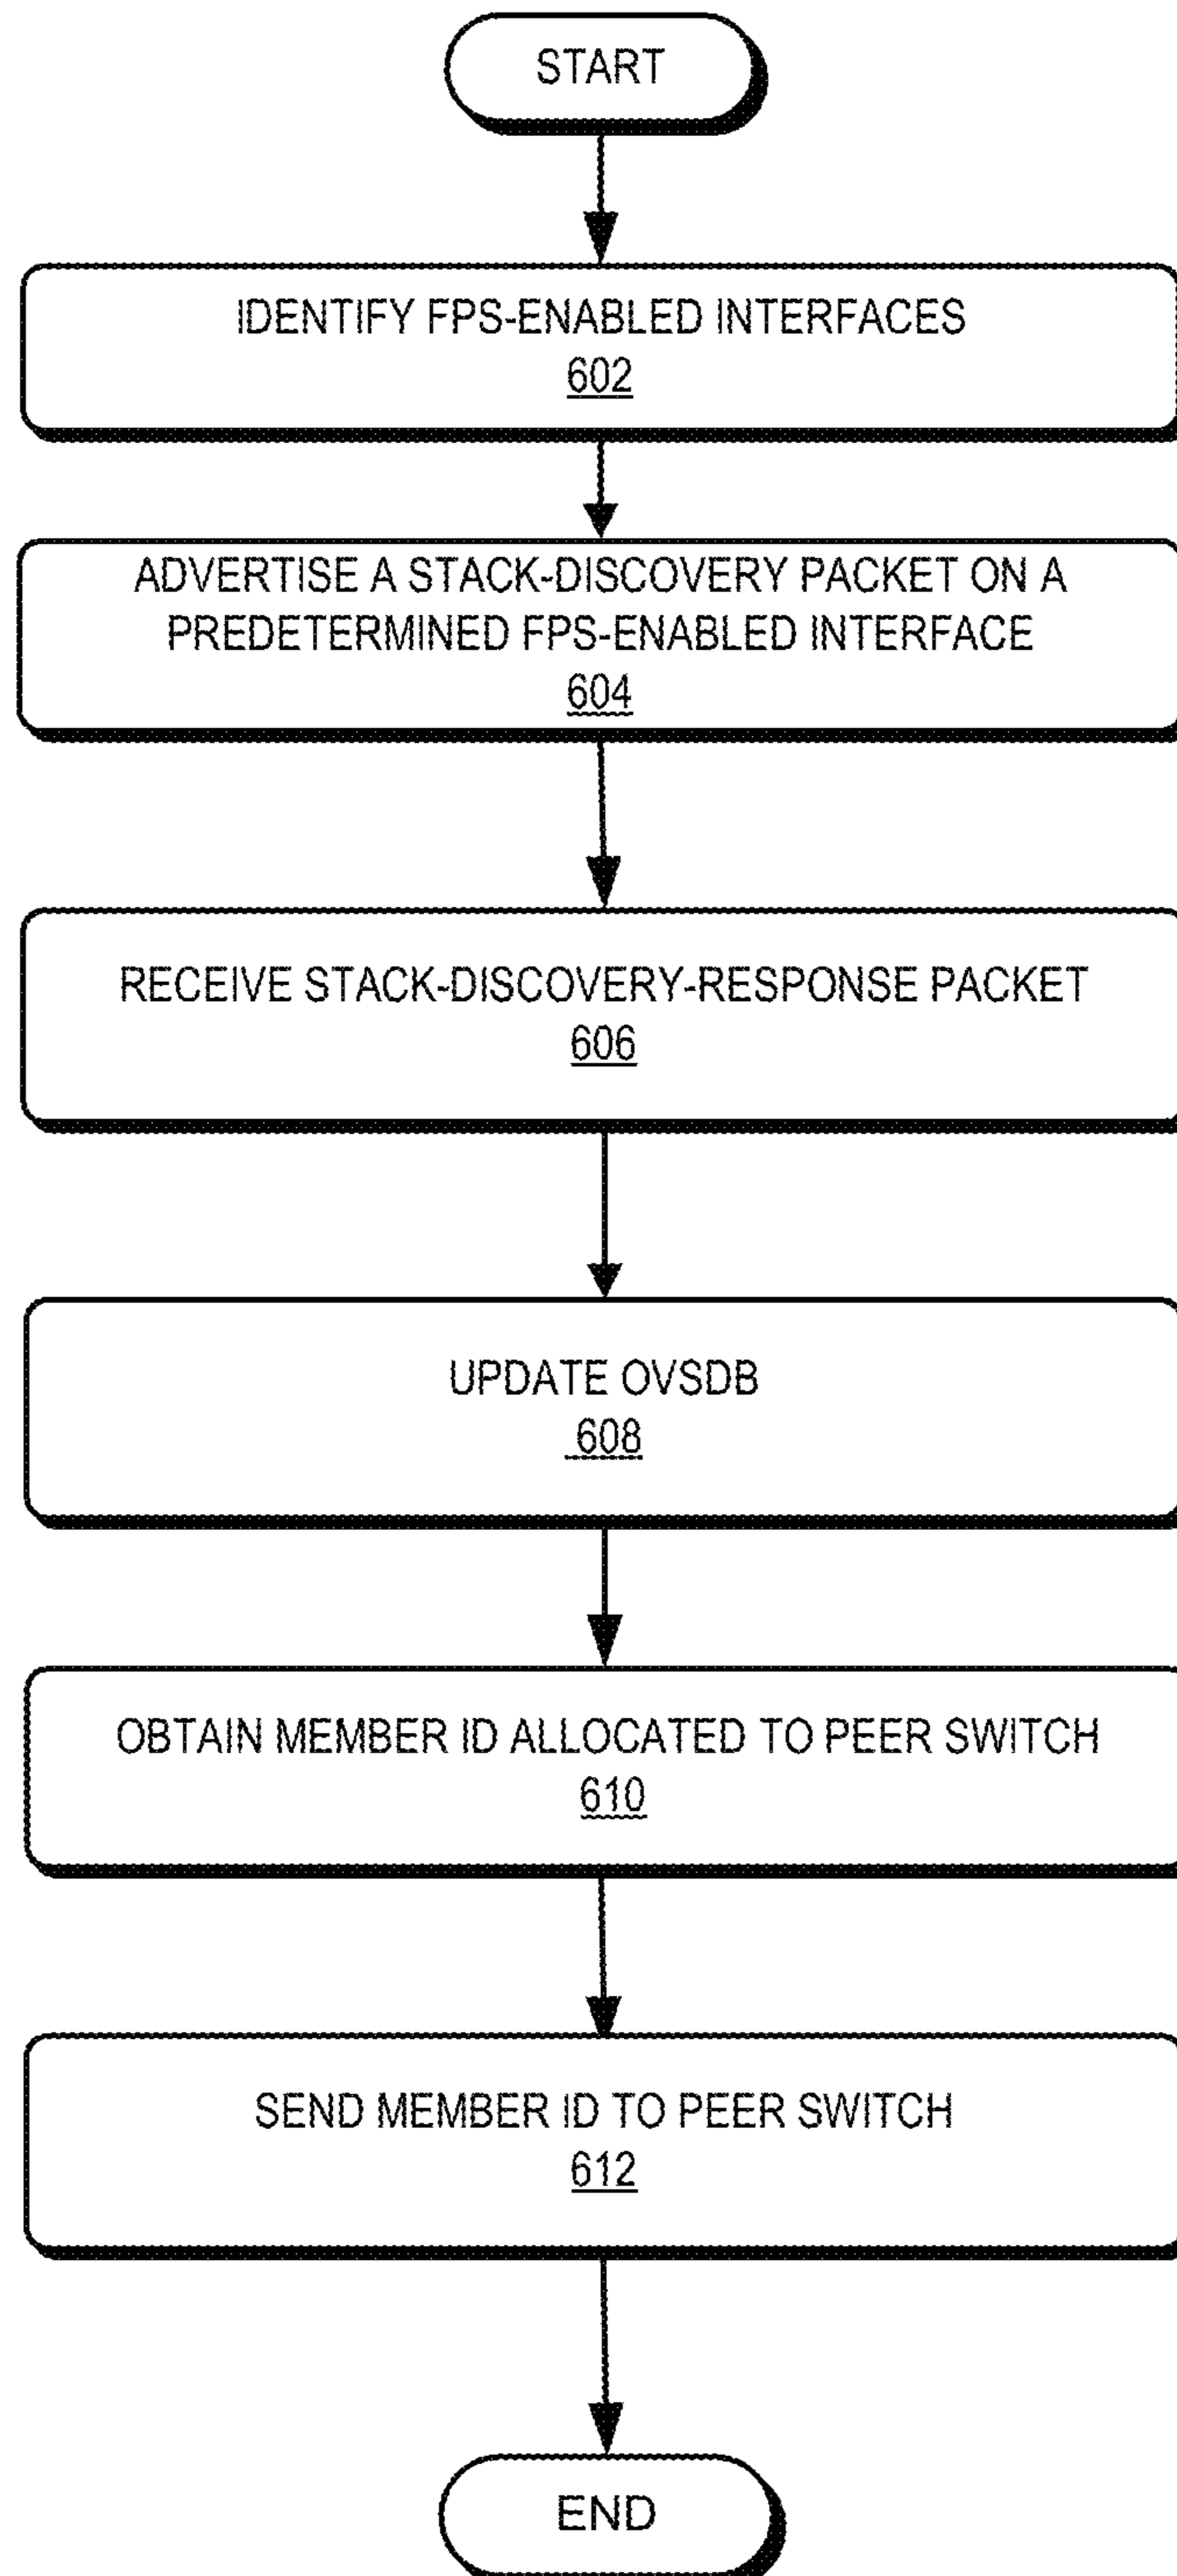 START
IDENTIFY FPS-ENABLED INTERFACES
602
ADVERTISE A STACK-DISCOVERY PACKET ON A
PREDETERMINED FPS-ENABLED INTERFACE
604
RECEIVE STACK-DISCOVERY-RESPONSE PACKET
606
UPDATE OVSDB
608
OBTAIN MEMBER ID ALLOCATED TO PEER SWITCH
610
SEND MEMBER ID TO PEER SWITCH
612
END